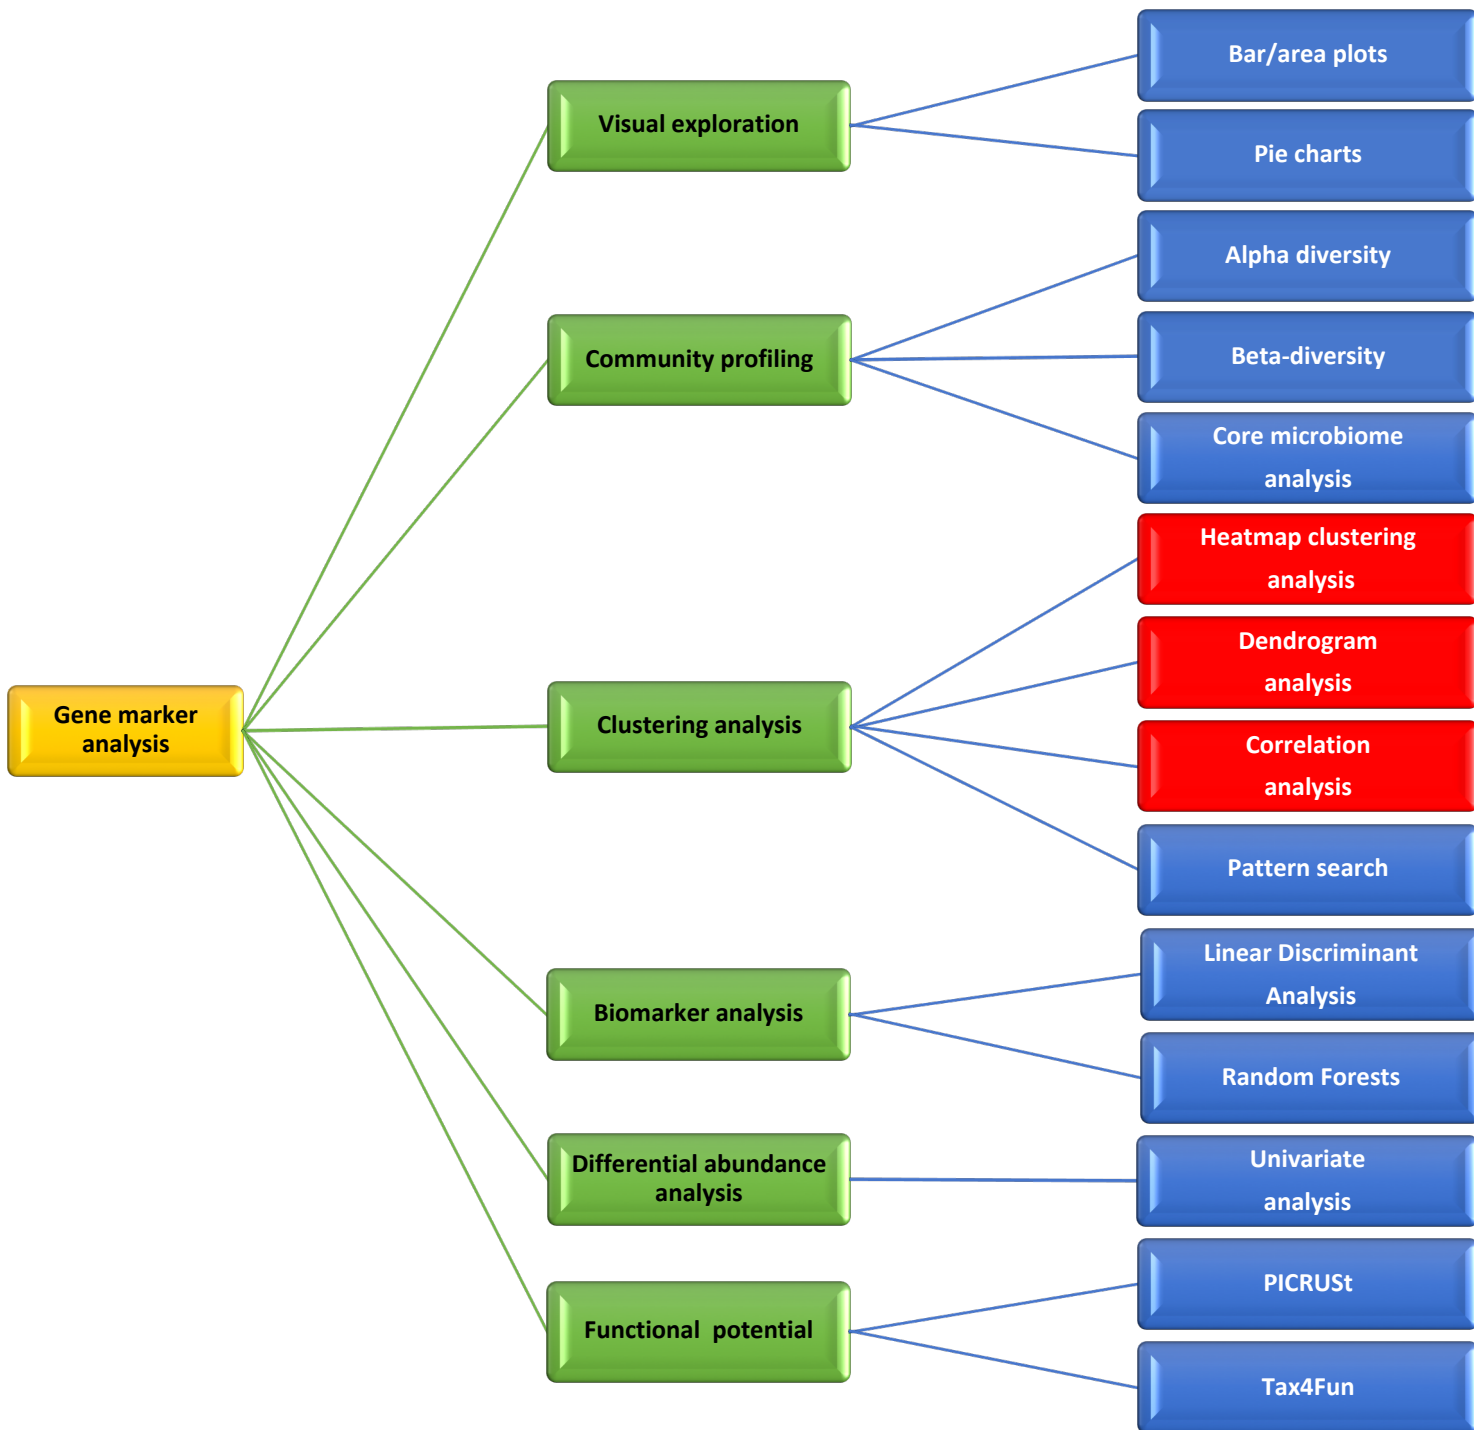 Gene marker
analysis
Visual exploration
Community profiling
Clustering analysis
Biomarker analysis
Differential abundance
analysis
Functional  potential
Bar/area plots
Pie charts
Alpha diversity
Beta-diversity
Core microbiome
analysis
Heatmap clustering
analysis
Dendrogram
analysis
Correlation
analysis
Pattern search
Linear Discriminant
Analysis
Random Forests
Univariate
analysis
PICRUSt
Tax4Fun